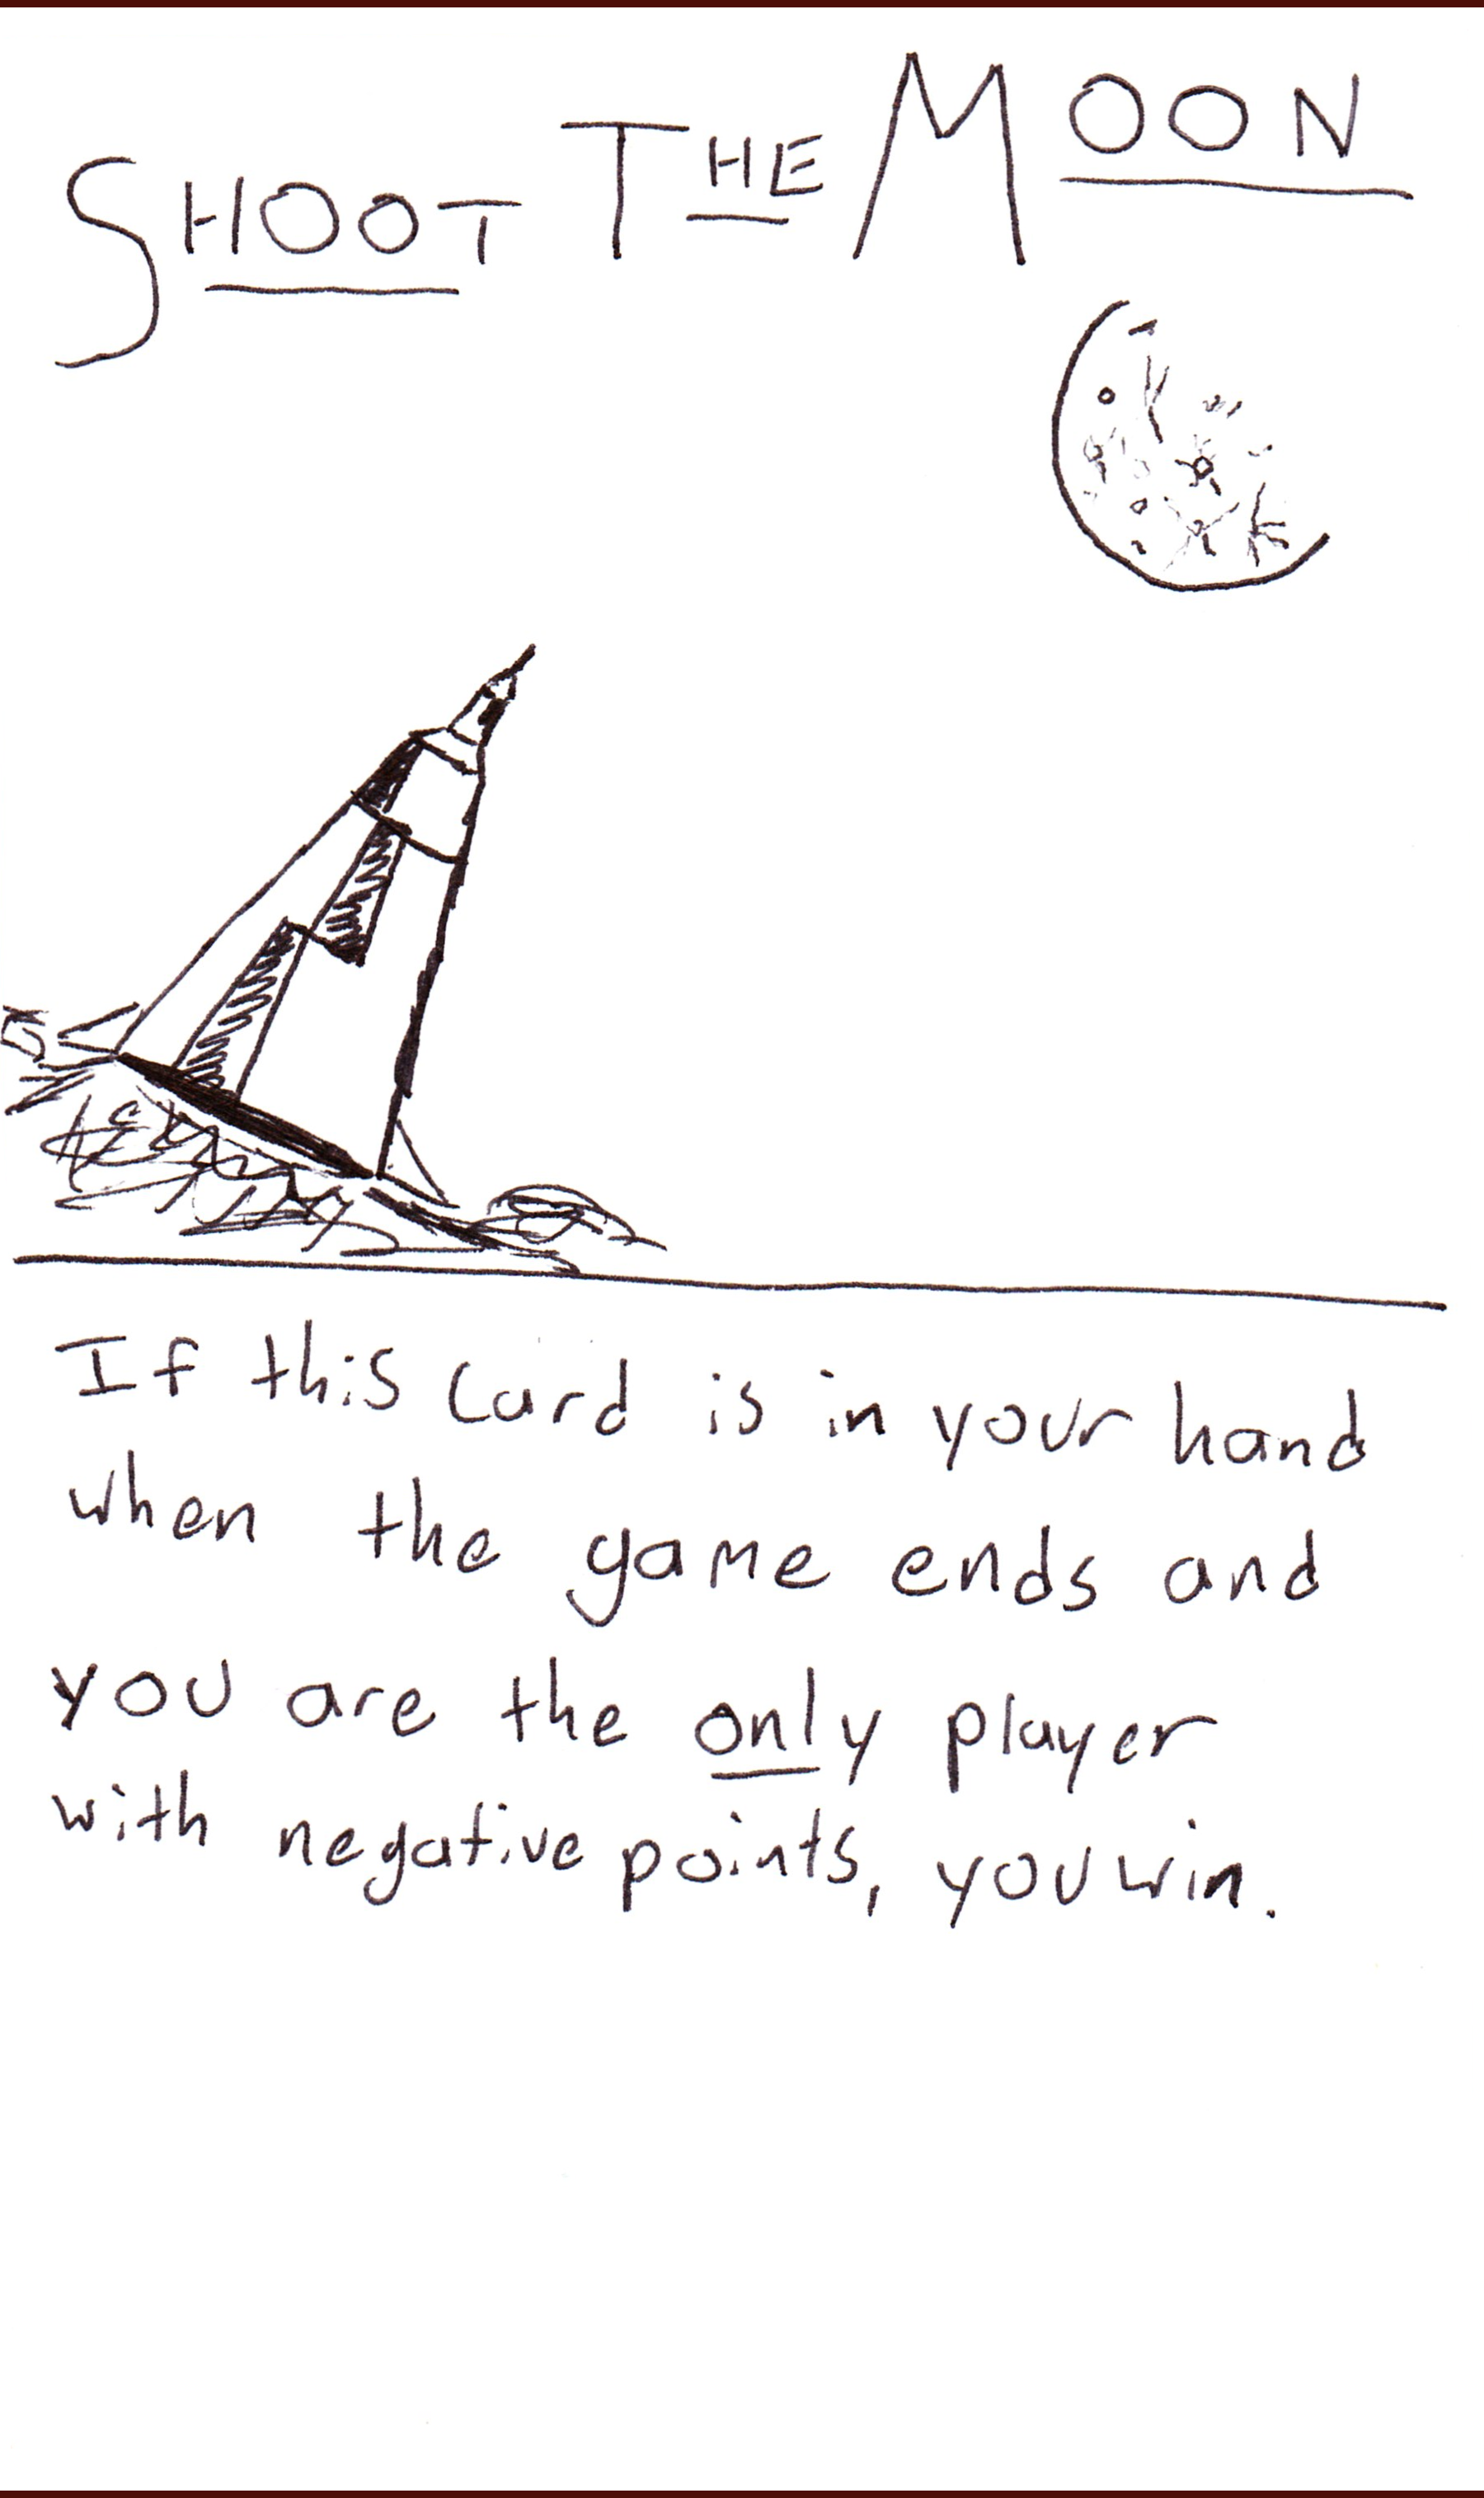 SHOOT THE MOON
If this card is in your hand
when the game ends and
you are the only player
with negative points, you win.